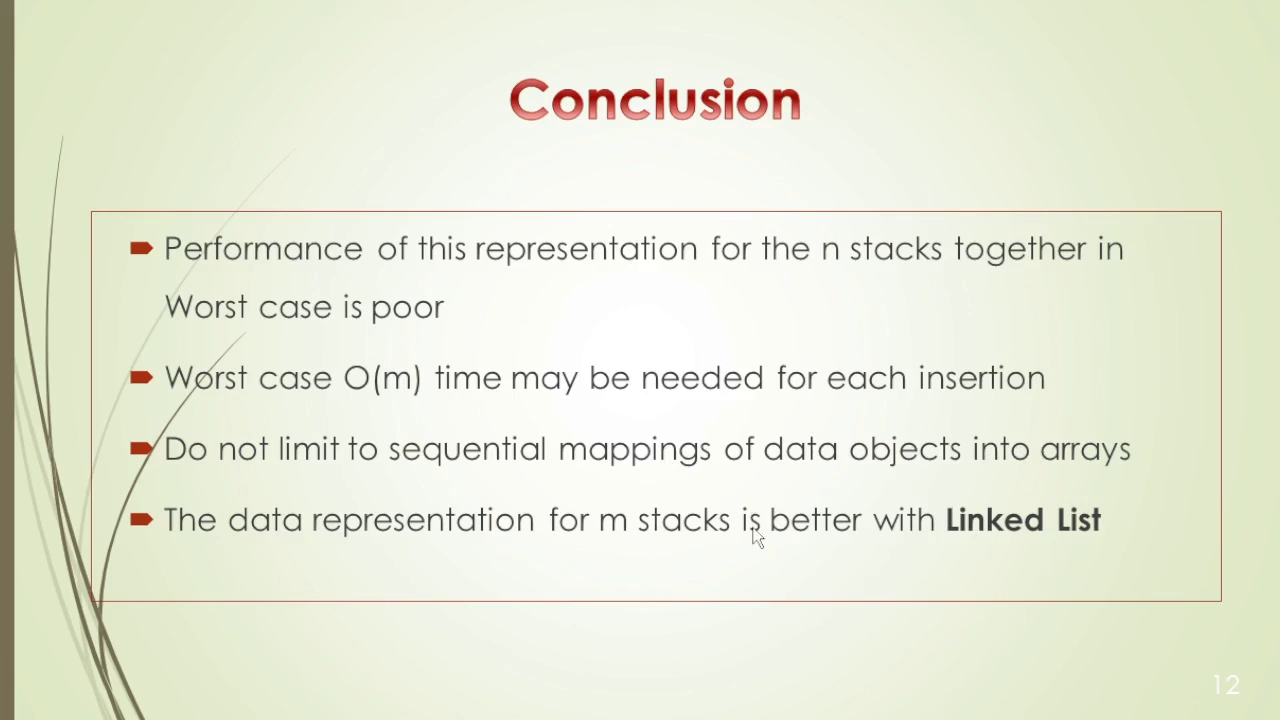 Conclusion
Performance of this representation for the n stacks together in
Worst case is poor
Worst case O(m) time may be needed for each insertion
Do not limit to sequential mappings of data objects into arrays
The data representation for m stacks is better with Linked List
12